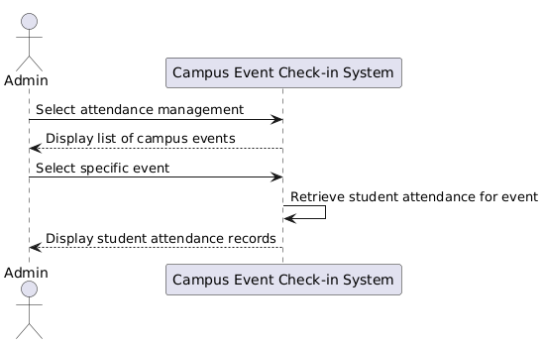 Admin
Campus Event Check-in System
Select attendance management
Display list of campus events
Select specific event
Retrieve student attendance for event
Display student attendance records
Admin
Campus Event Check-in System